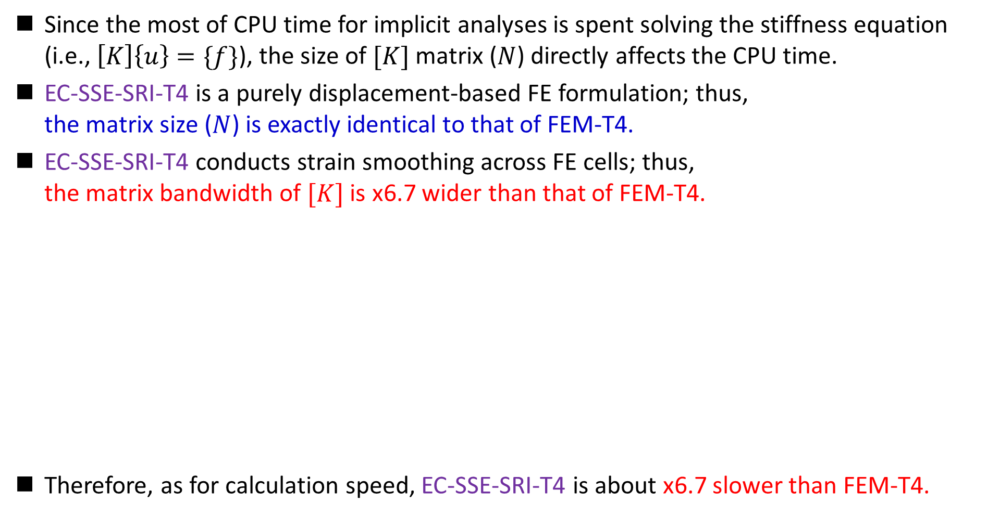 ■ Since the most of CPU time for implicit analyses is spent solving the stiffness equation
(i.e., [K]{u} = {f}), the size of [K] matrix (N) directly affects the CPU time.
■ EC-SSE-SRI-T4 is a purely displacement-based FE formulation; thus,
the matrix size (N) is exactly identical to that of FEM-T4.
■ EC-SSE-SRI-T4 conducts strain smoothing across FE cells; thus,
the matrix bandwidth of [K] is x6.7 wider than that of FEM-T4.
■ Therefore, as for calculation speed, EC-SSE-SRI-T4 is about x6.7 slower than FEM-T4.